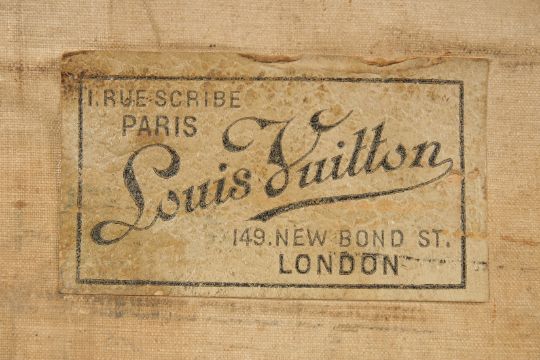 1. RUE SCRIBE
PARIS
Louis Vuitton
149. NEW BOND ST.
LONDON